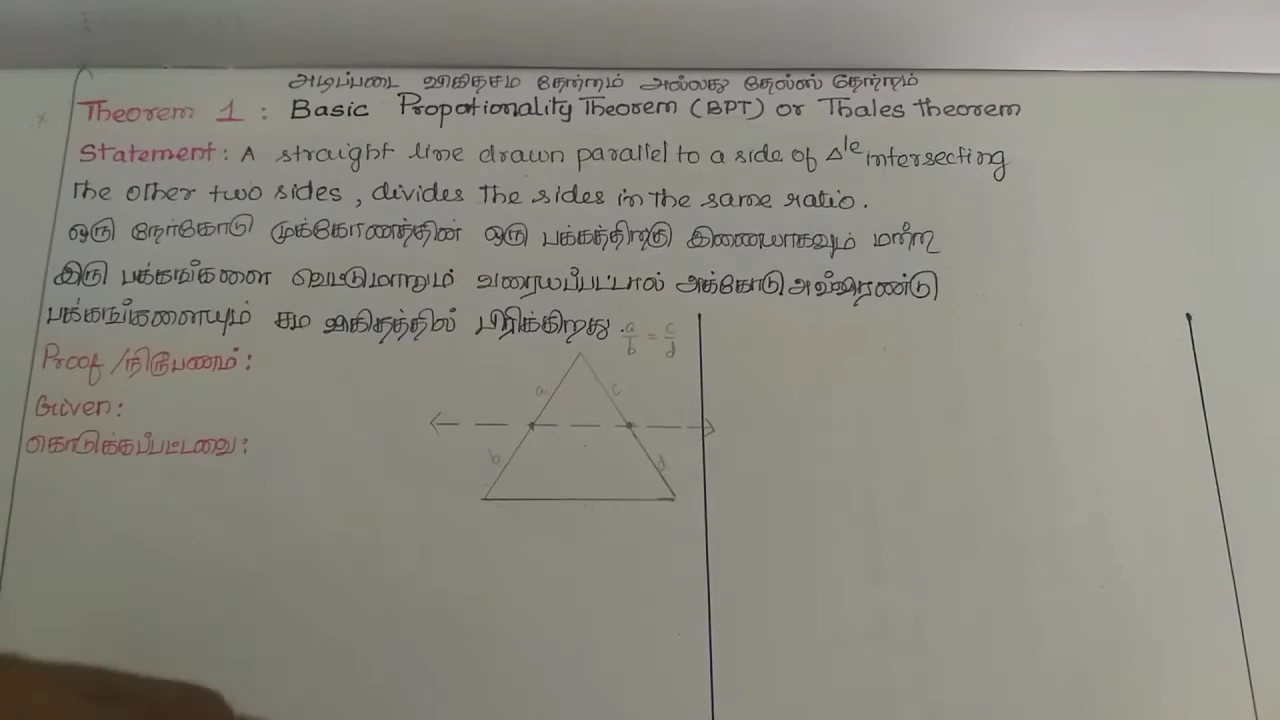 அடிப்படை விகிதசம தேற்றம் அல்லது தேல்ஸ் தேற்றம்
Theorem 1 : Basic Propotionality Theorem (BPT) or Thales theorem
Statement : A straight line drawn parallel to a side of Δle intersecting
the other two sides , divides the sides in the same ratio .
ஒரு நேர்கோடு முக்கோணத்தின் ஒரு பக்கத்திற்கு இணையாகவும் மற்ற
இரு பக்கங்களை வெட்டுமாறும் வரையப்பட்டால் அக்கோடு அவ்விரண்டு
பக்கங்களையும் சம விகிதத்தில் பிரிக்கிறது .
a/b = c/d
Proof /நிரூபணம் :
a c
Given :
கொடுக்கப்பட்டவை :
b d